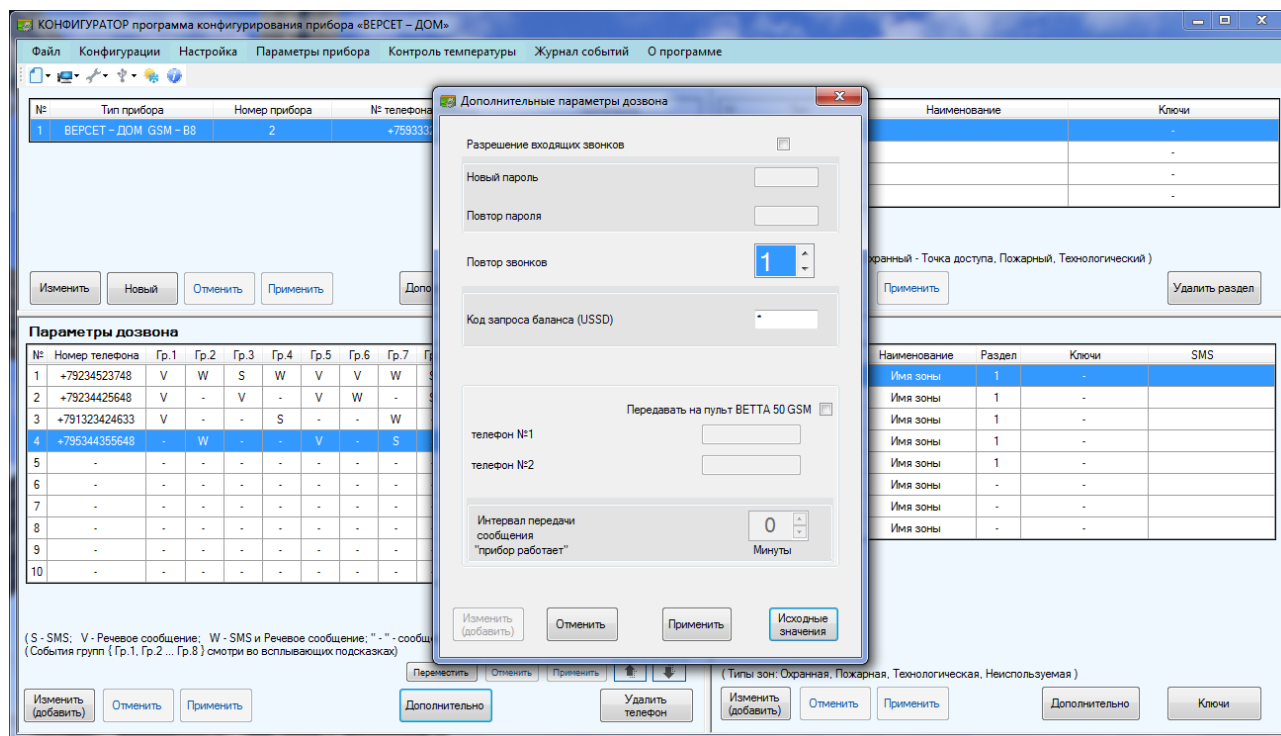 КОНФИГУРАТОР программа конфигурирования прибора «ВЕРСЕТ – ДОМ»
Файл Конфигурации Настройка Параметры прибора Контроль температуры Журнал событий О программе
№ Тип прибора Номер прибора № телефона
1 ВЕРСЕТ – ДОМ GSM – В8 2 +759333
Наименование Ключи
-
-
-
-
Изменить Новый Отменить Применить
хранный - Точка доступа, Пожарный, Технологический )
Применить Удалить раздел
Дополнительные параметры дозвона
Разрешение входящих звонков
Новый пароль
Повтор пароля
Повтор звонков 1
Код запроса баланса (USSD) *
Передавать на пульт BETTA 50 GSM
телефон №1
телефон №2
Интервал передачи
сообщения
"прибор работает"
0
Минуты
Изменить
(добавить)
Отменить Применить
Исходные
значения
Параметры дозвона
№ Номер телефона Гр.1 Гр.2 Гр.3 Гр.4 Гр.5 Гр.6 Гр.7
1 +79234523748 V W S W V V W
2 +79234425648 V - V - V W -
3 +791323424633 V - - S - - W
4 +795344355648 - W - - V - S
5 - - - - - - - -
6 - - - - - - - -
7 - - - - - - - -
8 - - - - - - - -
9 - - - - - - - -
10 - - - - - - - -
( S - SMS; V - Речевое сообщение; W - SMS и Речевое сообщение; " - " - сообщ
( События групп { Гр.1, Гр.2 ... Гр.8 } смотри во всплывающих подсказках)
Переместить Отменить Применить
Изменить
(добавить)
Отменить Применить Дополнительно
Удалить
телефон
Наименование Раздел Ключи SMS
Имя зоны 1 -
Имя зоны 1 -
Имя зоны 1 -
Имя зоны 1 -
Имя зоны 1 -
Имя зоны - -
Имя зоны - -
Имя зоны - -
( Типы зон: Охранная, Пожарная, Технологическая, Неиспользуемая )
Изменить
(добавить)
Отменить Применить Дополнительно Ключи